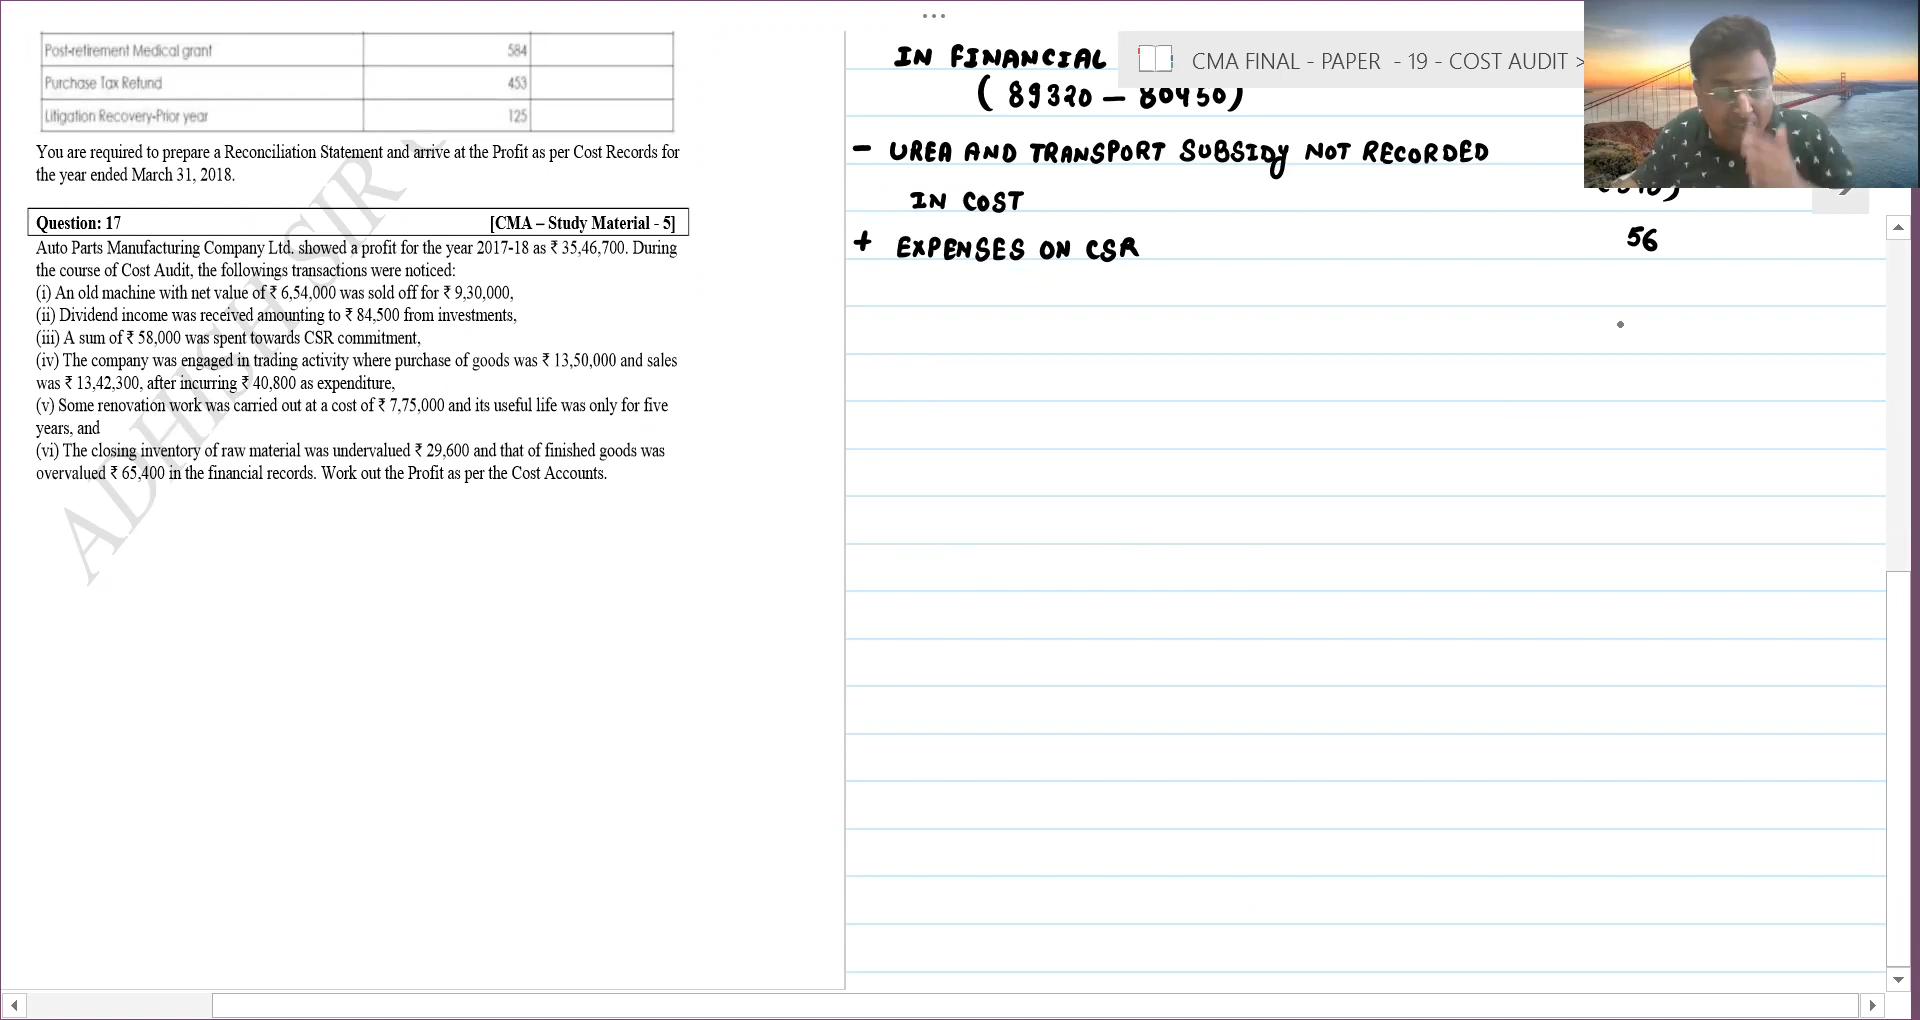 Post-retirement Medical grant 584
Purchase Tax Refund 453
Litigation Recovery-Prior year 125
You are required to prepare a Reconciliation Statement and arrive at the Profit as per Cost Records for
the year ended March 31, 2018.
Question: 17 [CMA – Study Material - 5]
Auto Parts Manufacturing Company Ltd. showed a profit for the year 2017-18 as ₹ 35,46,700. During
the course of Cost Audit, the followings transactions were noticed:
(i) An old machine with net value of ₹ 6,54,000 was sold off for ₹ 9,30,000,
(ii) Dividend income was received amounting to ₹ 84,500 from investments,
(iii) A sum of ₹ 58,000 was spent towards CSR commitment,
(iv) The company was engaged in trading activity where purchase of goods was ₹ 13,50,000 and sales
was ₹ 13,42,300, after incurring ₹ 40,800 as expenditure,
(v) Some renovation work was carried out at a cost of ₹ 7,75,000 and its useful life was only for five
years, and
(vi) The closing inventory of raw material was undervalued ₹ 29,600 and that of finished goods was
overvalued ₹ 65,400 in the financial records. Work out the Profit as per the Cost Accounts.
ADHISH SIR
IN FINANCIAL
CMA FINAL - PAPER - 19 - COST AUDIT >
( 89320 – 80450)
- UREA AND TRANSPORT SUBSIDY NOT RECORDED
IN COST
+ EXPENSES ON CSR 56